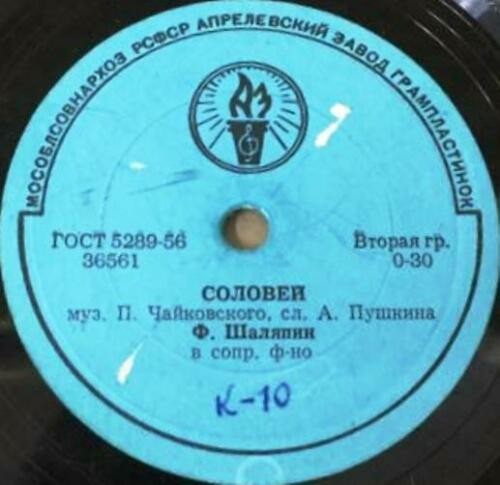 МОСОБЛСОВНАРХОЗ РСФСР АПРЕЛЕВСКИЙ ЗАВОД ГРАМПЛАСТИНОК
АЗ
ГОСТ 5289-56
36561
Вторая гр.
0-30
СОЛОВЕЙ
муз. П. Чайковского, сл. А. Пушкина
Ф. Шаляпин
в сопр. ф-но
К-10